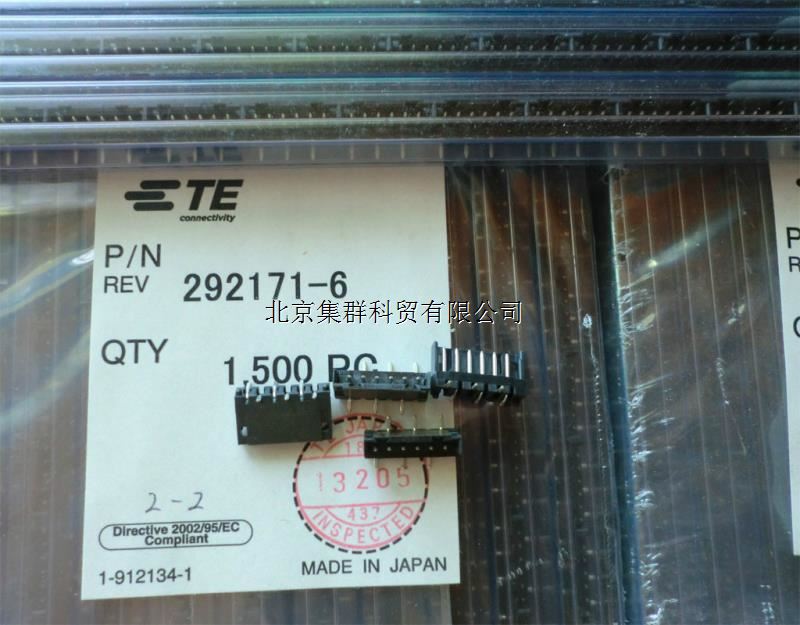 TE
connectivity
P/N
REV
292171-6
北京集群科贸有限公司
QTY
1,500 PC
13205
437
INSPECTED
2-2
Directive 2002/95/EC
Compliant
1-912134-1
MADE IN JAPAN